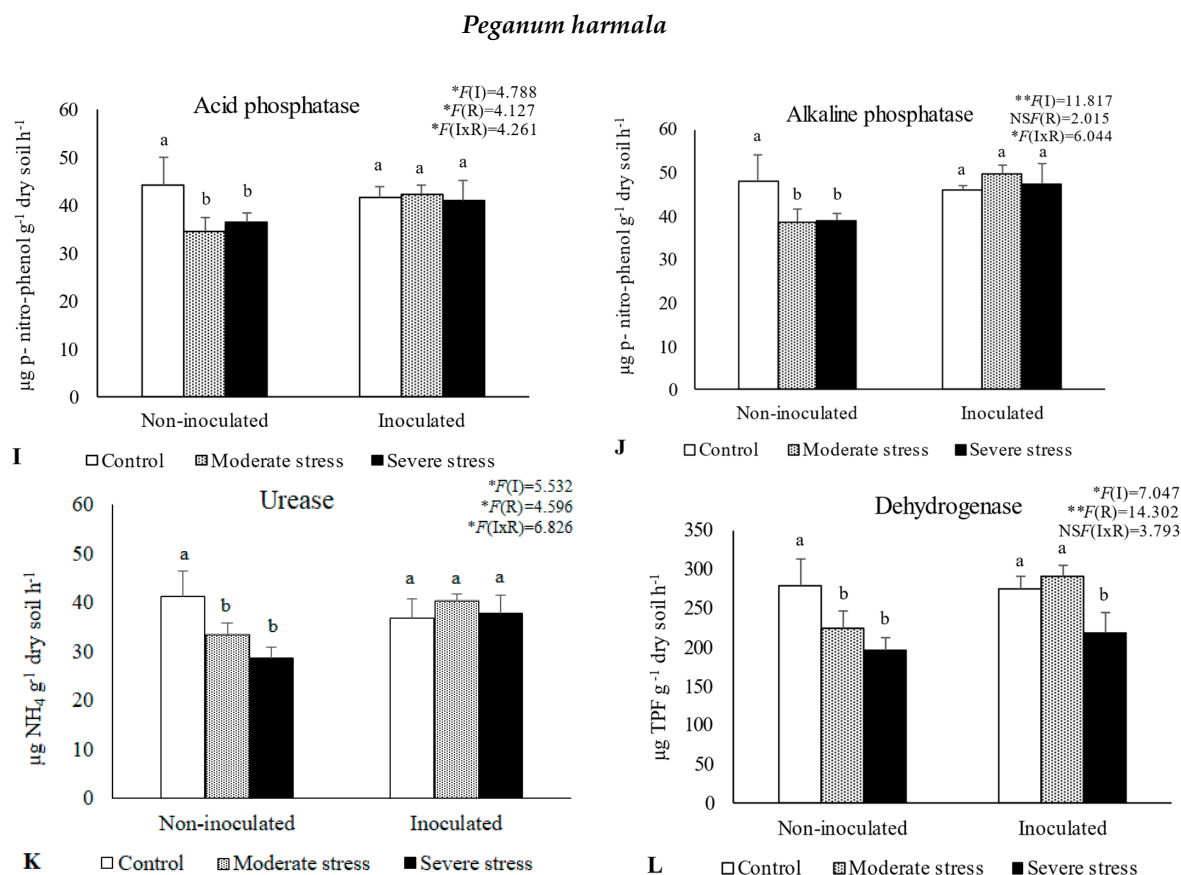 Peganum harmala
Acid phosphatase
*F(I)=4.788
*F(R)=4.127
*F(IxR)=4.261
µg p- nitro-phenol g-1 dry soil h-1
60
50
40
30
20
10
0
a
b
b
a
a
a
Non-inoculated
Inoculated
I
Control
Moderate stress
Severe stress
Alkaline phosphatase
**F(I)=11.817
NSF(R)=2.015
*F(IxR)=6.044
µg p- nitro-phenol g-1 dry soil h-1
60
50
40
30
20
10
0
a
b
b
a
a
a
Non-inoculated
Inoculated
J
Control
Moderate stress
Severe stress
Urease
*F(I)=5.532
*F(R)=4.596
*F(IxR)=6.826
µg NH4 g-1 dry soil h-1
60
50
40
30
20
10
0
a
b
b
a
a
a
Non-inoculated
Inoculated
K
Control
Moderate stress
Severe stress
Dehydrogenase
*F(I)=7.047
**F(R)=14.302
NSF(IxR)=3.793
µg TPF g-1 dry soil h-1
350
300
250
200
150
100
50
0
a
b
b
a
a
b
Non-inoculated
Inoculated
L
Control
Moderate stress
Severe stress